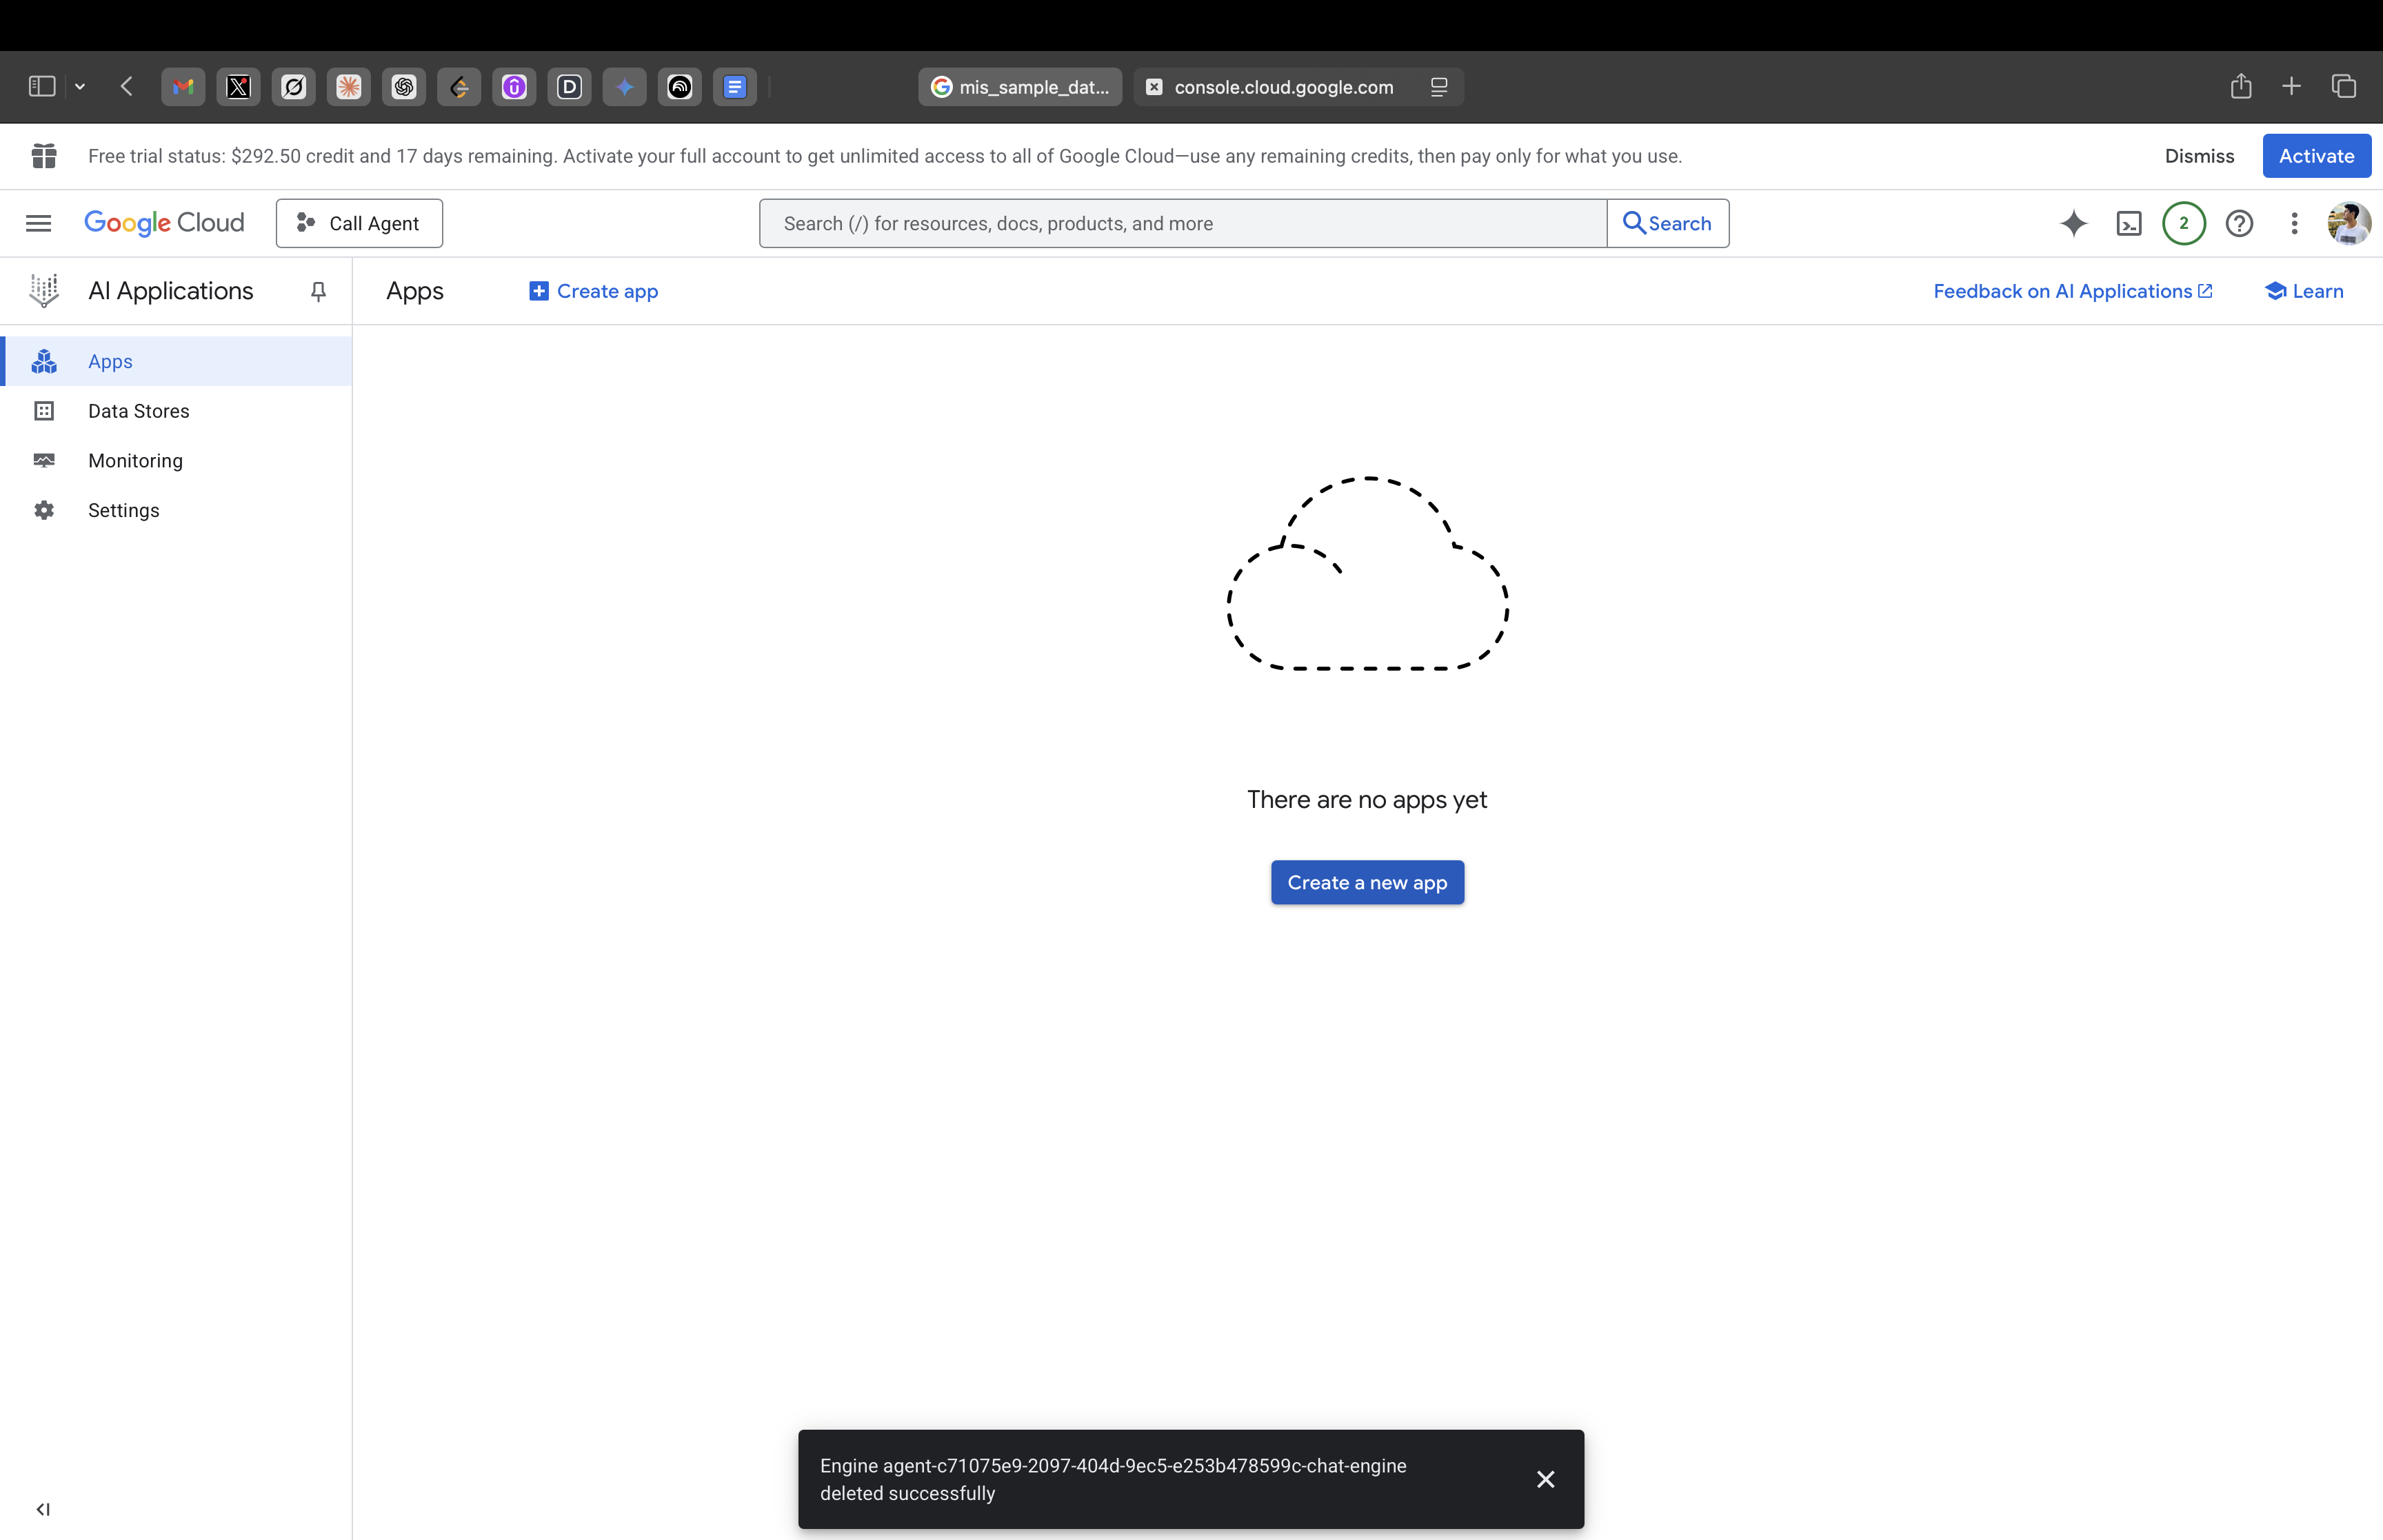 mis_sample_dat...
console.cloud.google.com
Free trial status: $292.50 credit and 17 days remaining. Activate your full account to get unlimited access to all of Google Cloud—use any remaining credits, then pay only for what you use.
Dismiss
Activate
Google Cloud
Call Agent
Search (/) for resources, docs, products, and more
Search
2
AI Applications
Apps
Create app
Feedback on AI Applications
Learn
Apps
Data Stores
Monitoring
Settings
There are no apps yet
Create a new app
Engine agent-c71075e9-2097-404d-9ec5-e253b478599c-chat-engine
deleted successfully